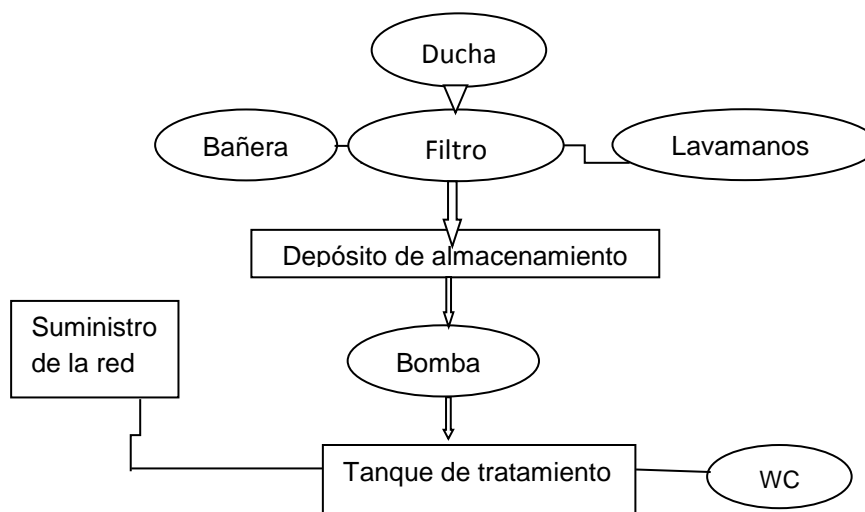 Ducha
Bañera
Filtro
Lavamanos
Depósito de almacenamiento
Suministro
de la red
Bomba
Tanque de tratamiento
WC